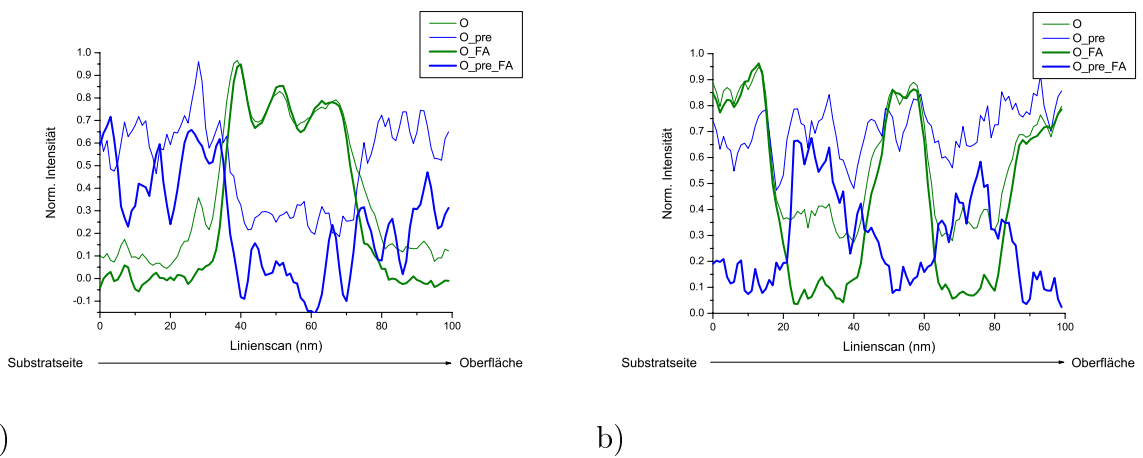 O
O_pre
O_FA
O_pre_FA
1.0
0.9
0.8
0.7
0.6
0.5
0.4
0.3
0.2
0.1
0.0
-0.1
Norm. Intensität
0 20 40 60 80 100
Linienscan (nm)
Substratseite Oberfläche
)
O
O_pre
O_FA
O_pre_FA
1.0
0.9
0.8
0.7
0.6
0.5
0.4
0.3
0.2
0.1
0.0
Norm. Intensität
0 20 40 60 80 100
Linienscan (nm)
Substratseite Oberfläche
b)